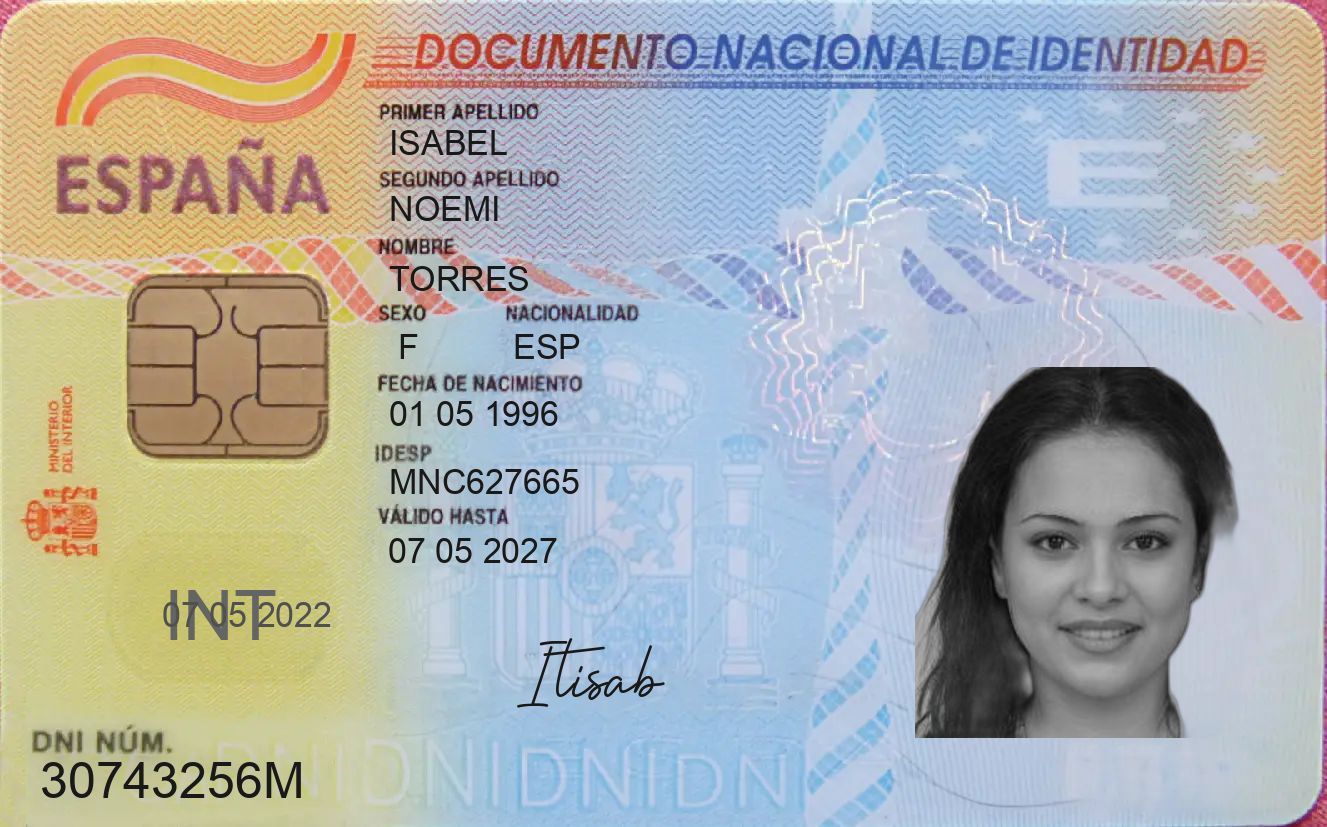 DOCUMENTO NACIONAL DE IDENTIDAD
ESPAÑA
PRIMER APELLIDO
ISABEL
SEGUNDO APELLIDO
NOEMI
NOMBRE
TORRES
SEXO NACIONALIDAD
F ESP
FECHA DE NACIMIENTO
01 05 1996
IDESP
MNC627665
VÁLIDO HASTA
07 05 2027
MINISTERIO
DEL INTERIOR
E
INT
07 05 2022
Itisab
DNI NÚM.
30743256M
DNIDNIDNIDNI